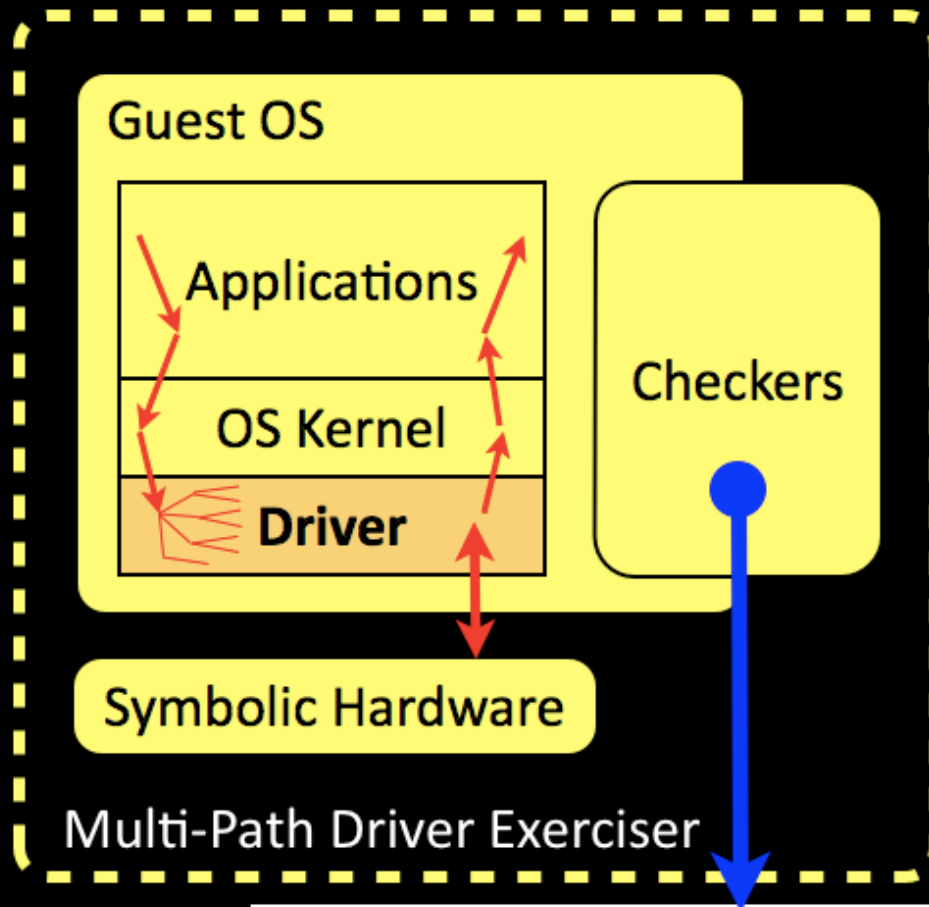 Guest OS
Applications
OS Kernel
Driver
Checkers
Symbolic Hardware
Multi-Path Driver Exerciser